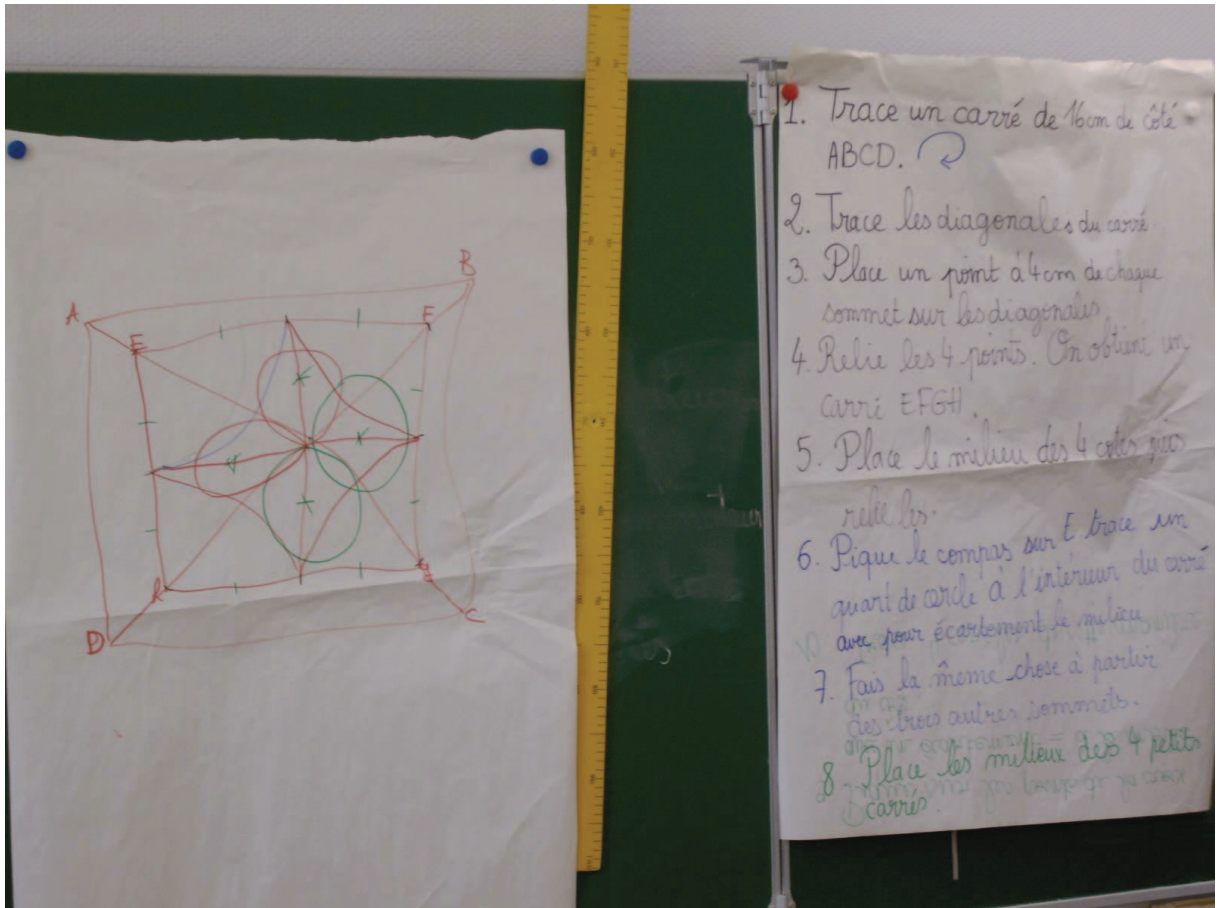 A
B
E
F
D
C
1. Trace un carré de 16cm de côté
ABCD.
2. Trace les diagonales du carré.
3. Place un point à 4cm de chaque
sommet sur les diagonales.
4. Relie les 4 points. On obtient un
carré EFGH.
5. Place le milieu des 4 cotés puis
relie les.
6. Pique le compas sur E trace un
quart de cercle à l'intérieur du carré
avec pour écartement le milieu
7. Fais la même chose à partir
des trois autres sommets.
8 Place les milieux des 4 petits
carrés.